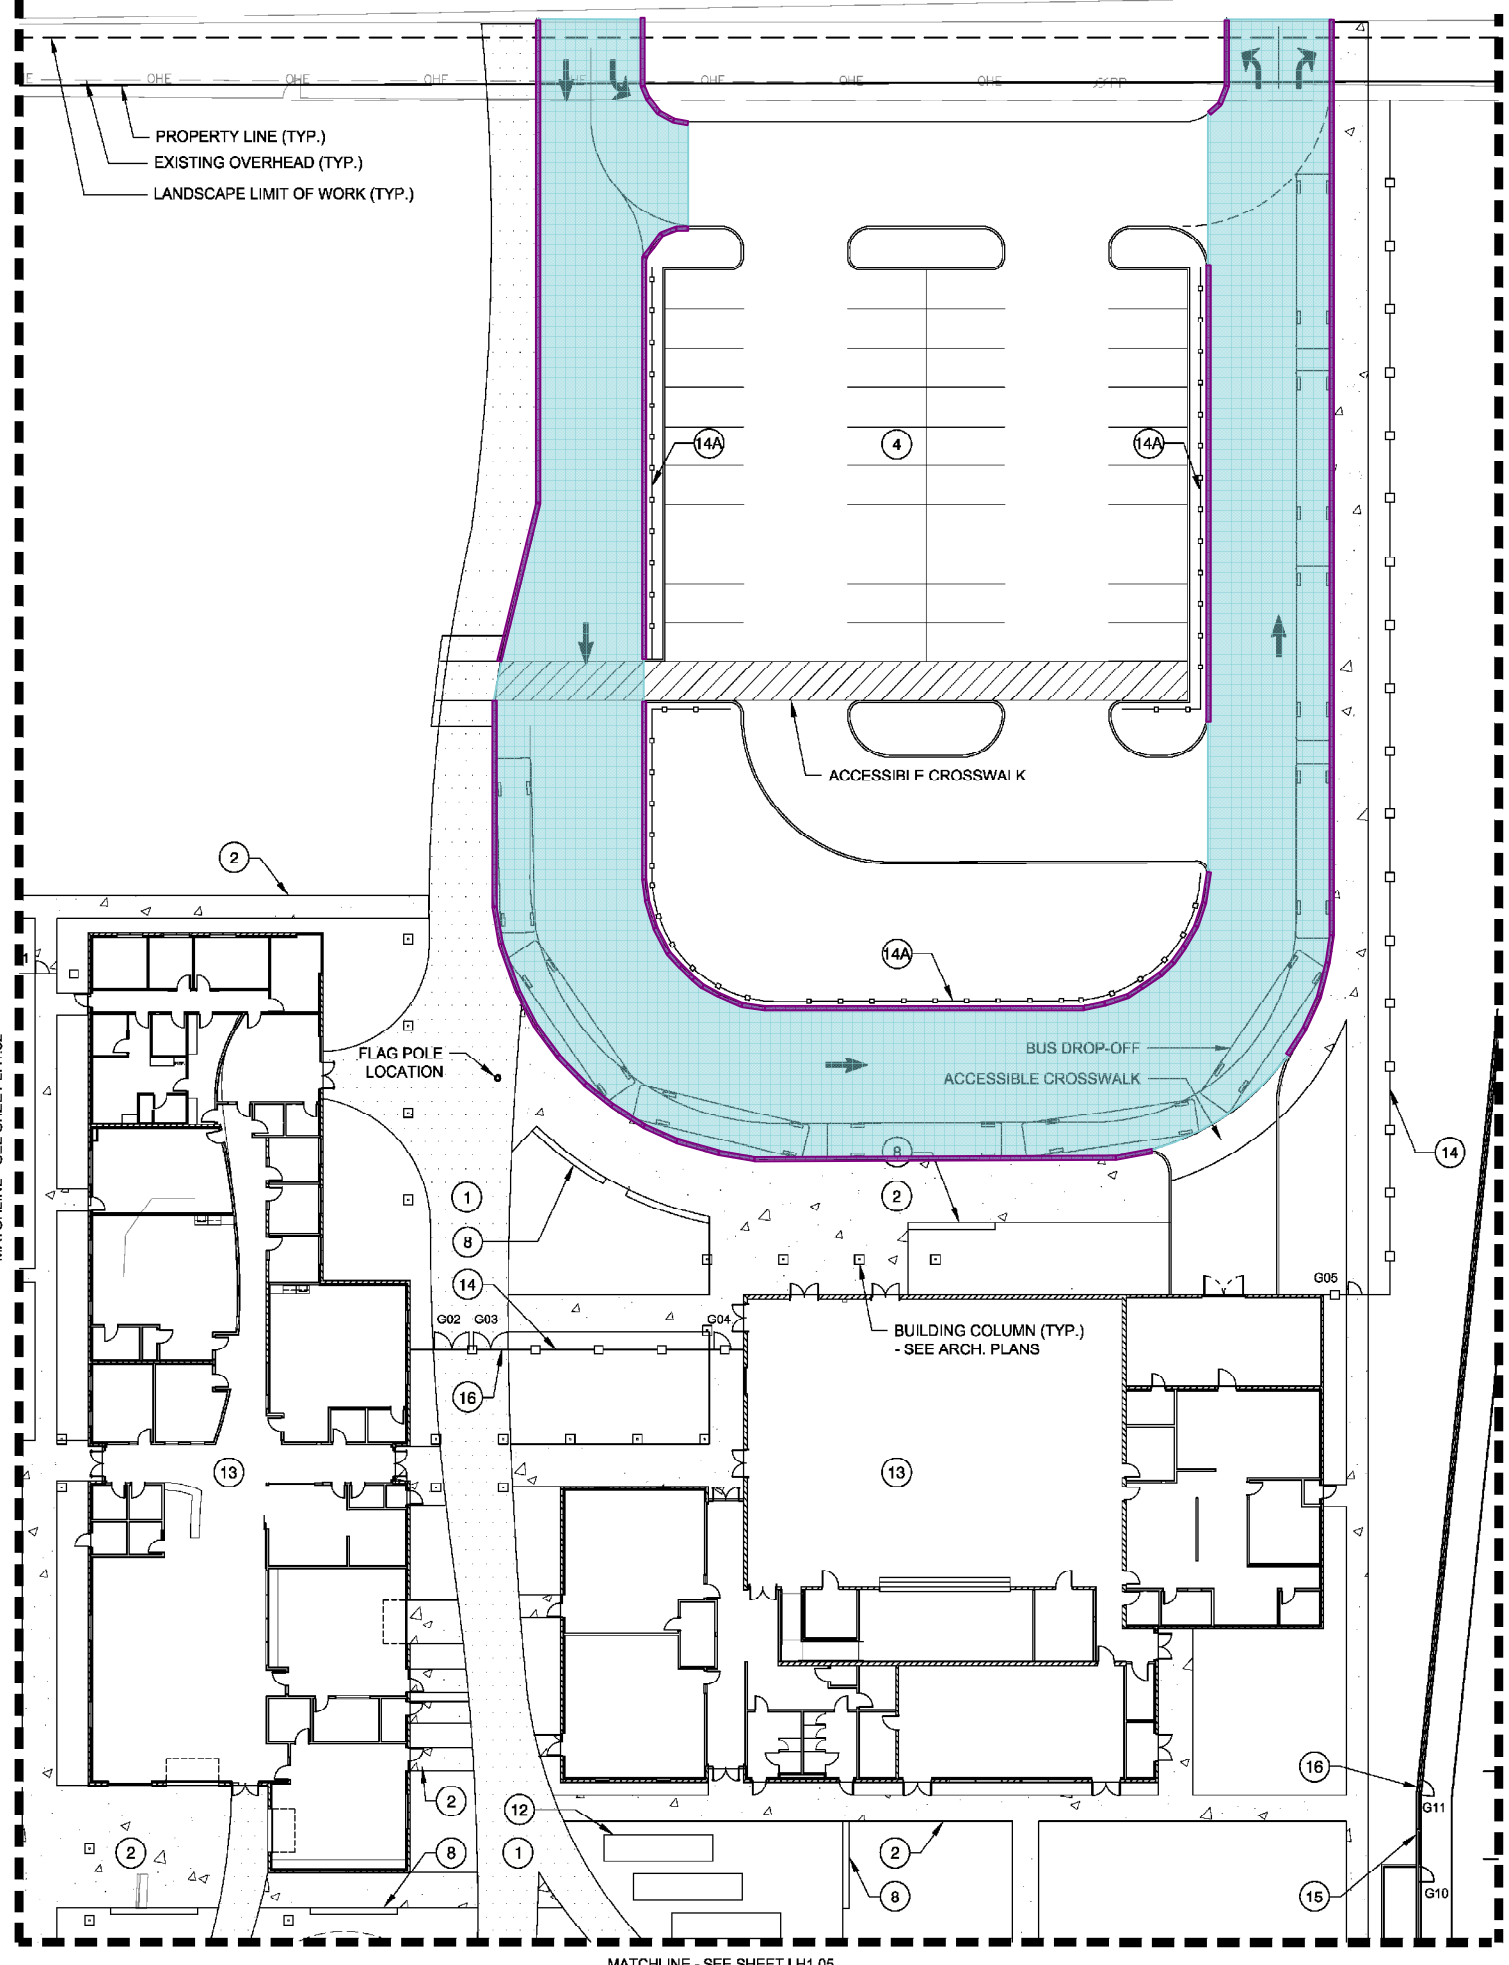 OHE
OHE
OHE
OHE
OHE
OHE
PROPERTY LINE (TYP.)
EXISTING OVERHEAD (TYP.)
LANDSCAPE LIMIT OF WORK (TYP.)
14A
4
14A
ACCESSIBLE CROSSWALK
2
14A
FLAG POLE
LOCATION
BUS DROP-OFF
ACCESSIBLE CROSSWALK
8
14
1
2
8
14
G05
G02
G03
G04
BUILDING COLUMN (TYP.)
- SEE ARCH. PLANS
16
13
13
16
G11
2
12
2
8
1
2
8
15
G10
MATCHLINE - SEE SHEET LH1.05